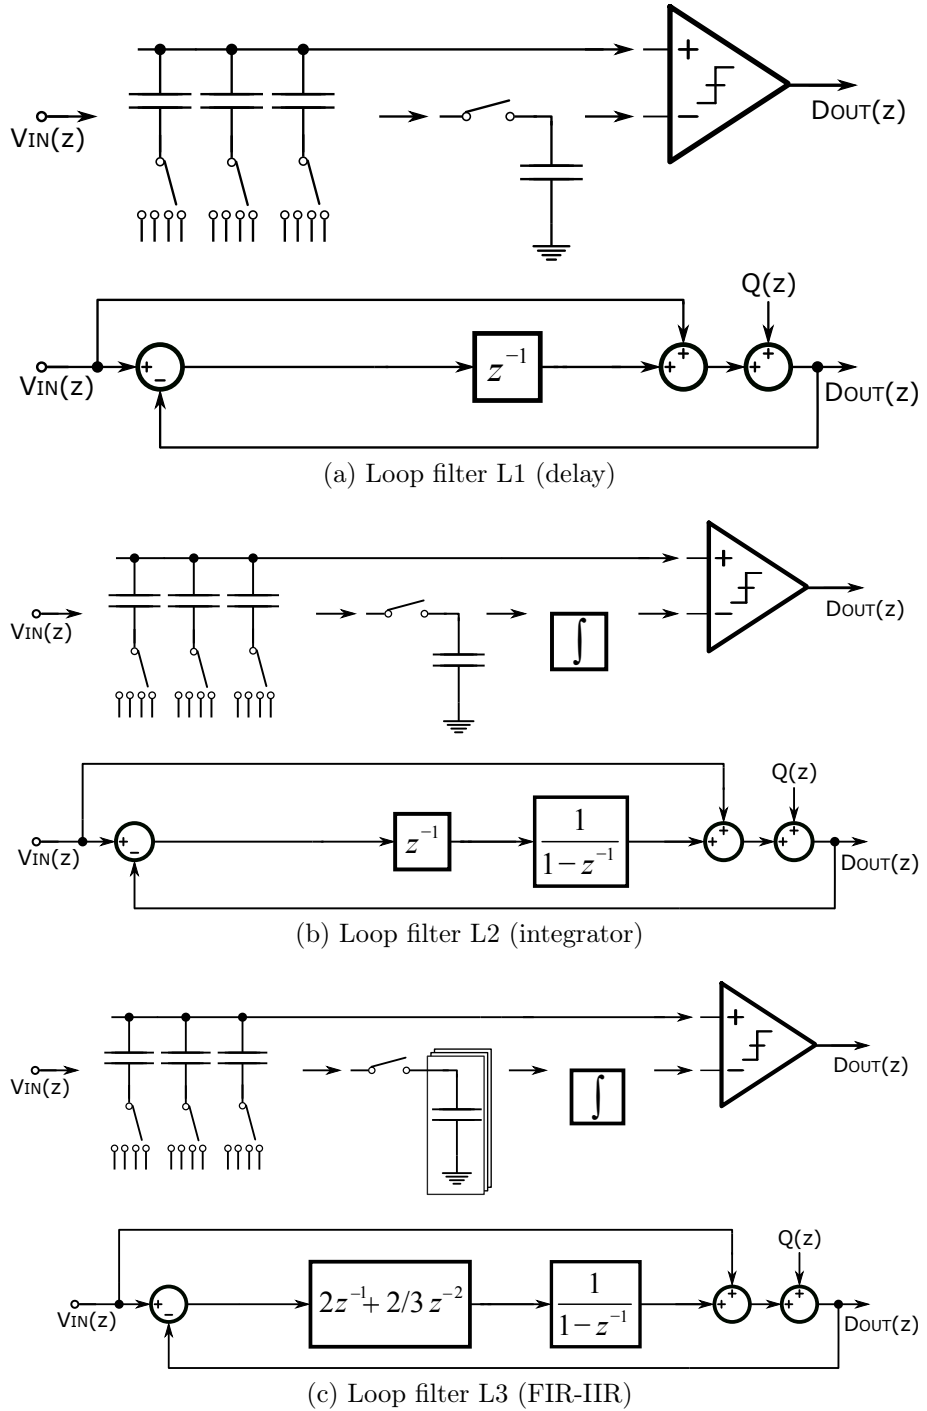 +
−
VIN(z)
DOUT(z)
Q(z)
+
−
z⁻¹
+
+
+
+
VIN(z)
DOUT(z)
(a) Loop filter L1 (delay)
+
−
VIN(z)
∫
DOUT(z)
Q(z)
+
−
z⁻¹
1
1−z⁻¹
+
+
+
+
VIN(z)
DOUT(z)
(b) Loop filter L2 (integrator)
+
−
VIN(z)
∫
DOUT(z)
Q(z)
+
−
2z⁻¹+ 2/3 z⁻²
1
1−z⁻¹
+
+
+
+
VIN(z)
DOUT(z)
(c) Loop filter L3 (FIR-IIR)